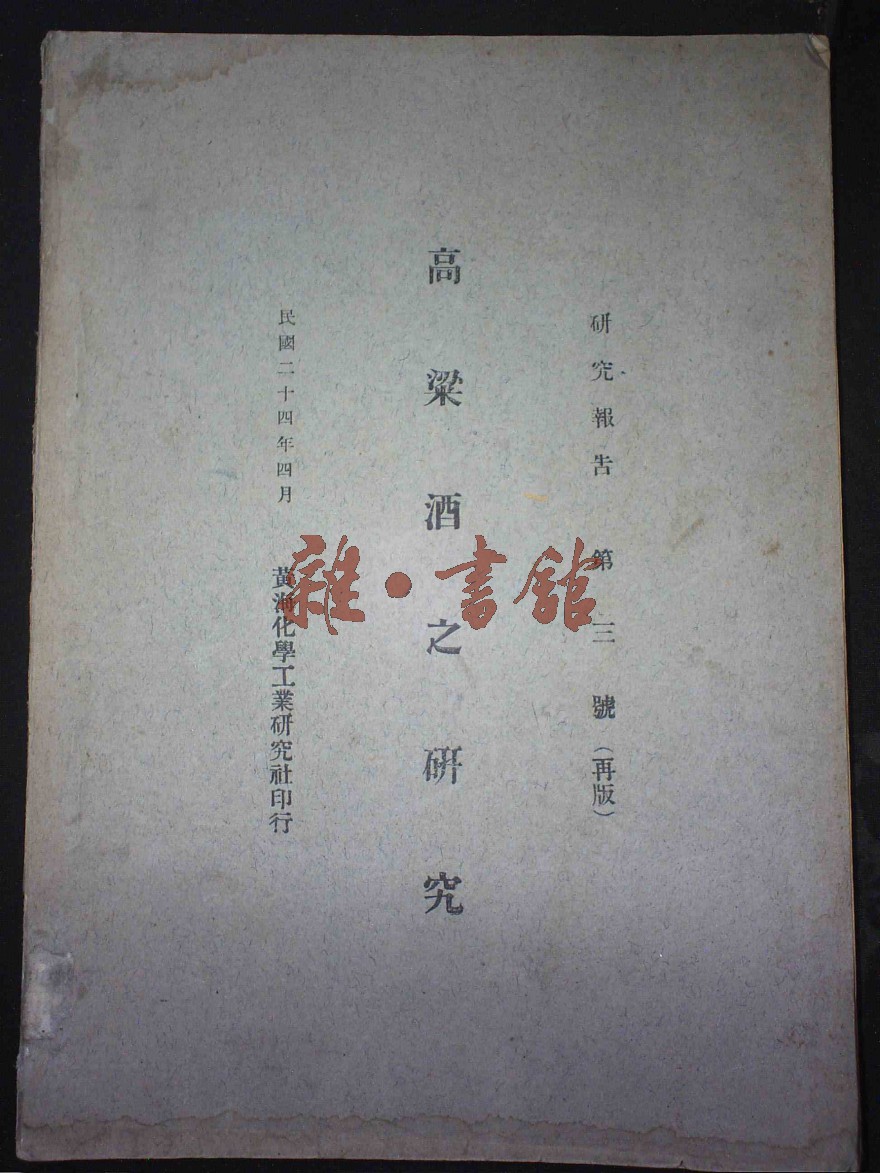 研究報告第三號(再版)
高粱酒之研究
民國二十四年四月 黃海化學工業研究社印行
雜·書館